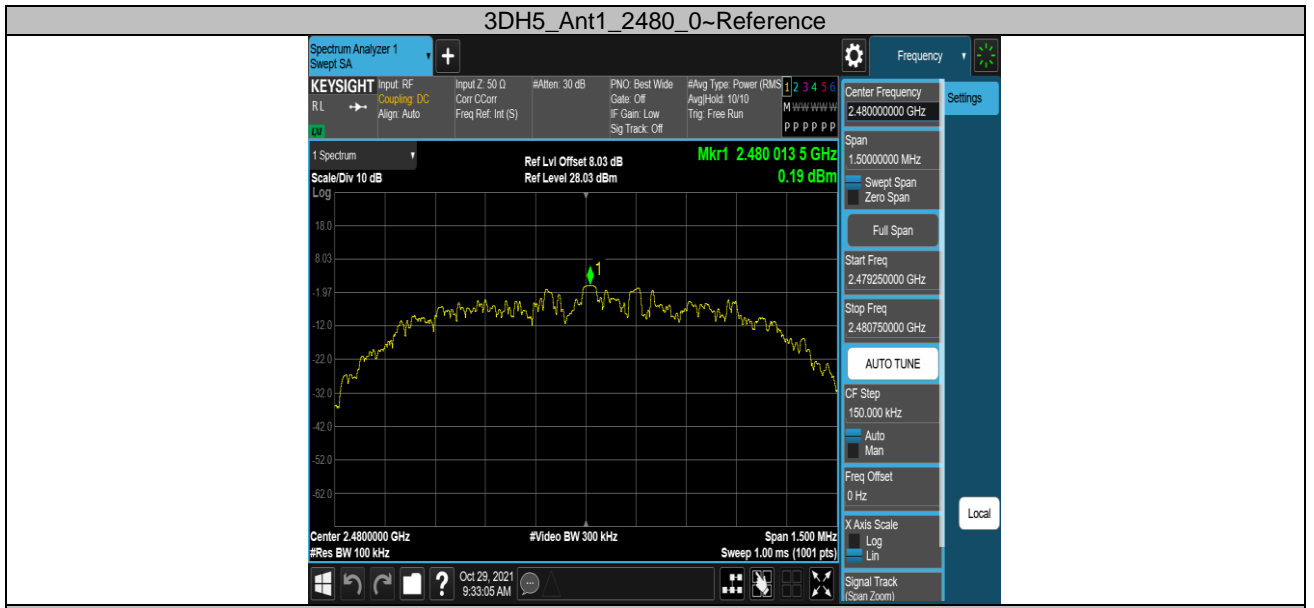 3DH5_Ant1_2480_0~Reference
Spectrum Analyzer 1
Swept SA
+
Frequency
KEYSIGHT
RL
LXI
Input: RF
Coupling: DC
Align: Auto
Input Z: 50 Ω
Corr CCorr
Freq Ref: Int (S)
#Atten: 30 dB
PNO: Best Wide
Gate: Off
IF Gain: Low
Sig Track: Off
#Avg Type: Power (RMS
Avg|Hold: 10/10
Trig: Free Run
1 2 3 4 5 6
M W W W W W
P P P P P P
1 Spectrum
Scale/Div 10 dB
Log
Ref Lvl Offset 8.03 dB
Ref Level 28.03 dBm
Mkr1 2.480 013 5 GHz
0.19 dBm
18.0
8.03
-1.97
-12.0
-22.0
-32.0
-42.0
-52.0
-62.0
1
Center 2.4800000 GHz
#Res BW 100 kHz
#Video BW 300 kHz
Span 1.500 MHz
Sweep 1.00 ms (1001 pts)
?
Oct 29, 2021
9:33:05 AM
Center Frequency
2.480000000 GHz
Span
1.50000000 MHz
Swept Span
Zero Span
Full Span
Start Freq
2.479250000 GHz
Stop Freq
2.480750000 GHz
AUTO TUNE
CF Step
150.000 kHz
Auto
Man
Freq Offset
0 Hz
X Axis Scale
Log
Lin
Signal Track
(Span Zoom)
Settings
Local